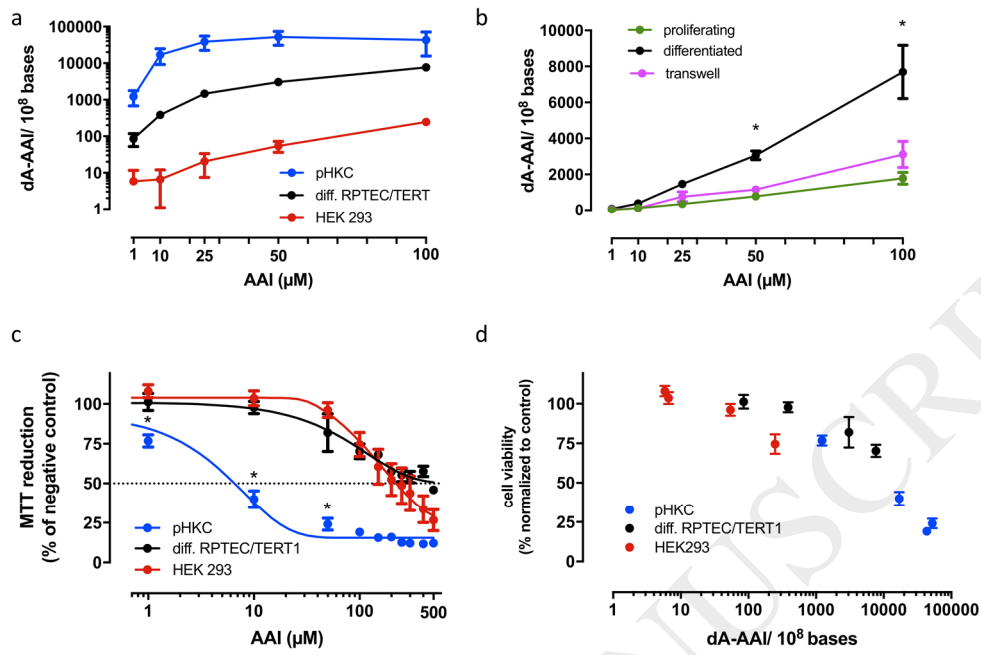 a
dA-AAI/ 10⁸ bases
100000
10000
1000
100
10
1
pHKC
diff. RPTEC/TERT
HEK 293
1 10 25 50 100
AAI (µM)
b
dA-AAI/ 10⁸ bases
10000
8000
6000
4000
2000
0
proliferating
differentiated
transwell
*
*
1 10 25 50 100
AAI (µM)
c
MTT reduction
(% of negative control)
100
75
50
25
0
*
*
*
pHKC
diff. RPTEC/TERT1
HEK 293
1 10 100 500
AAI (µM)
d
cell viability
(% normalized to control)
100
75
50
25
0
pHKC
diff. RPTEC/TERT1
HEK293
1 10 100 1000 10000 100000
dA-AAI/ 10⁸ bases